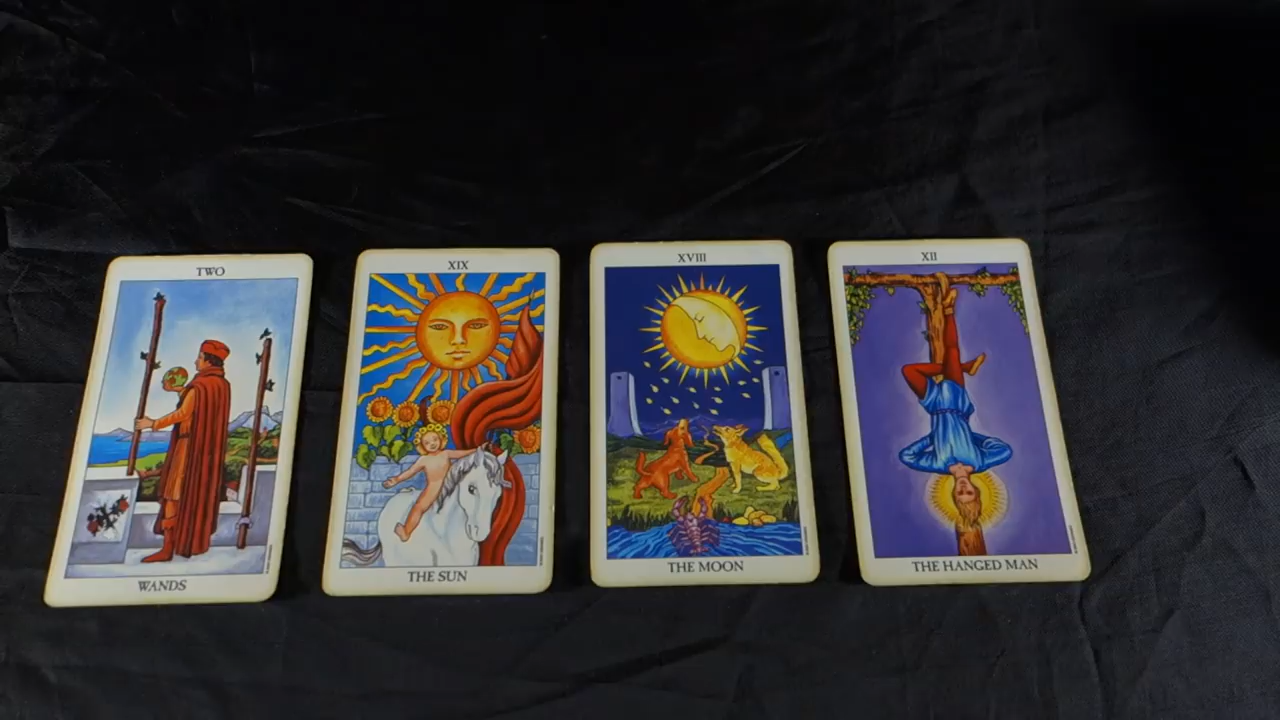 TWO
WANDS
XIX
THE SUN
XVIII
THE MOON
XII
THE HANGED MAN